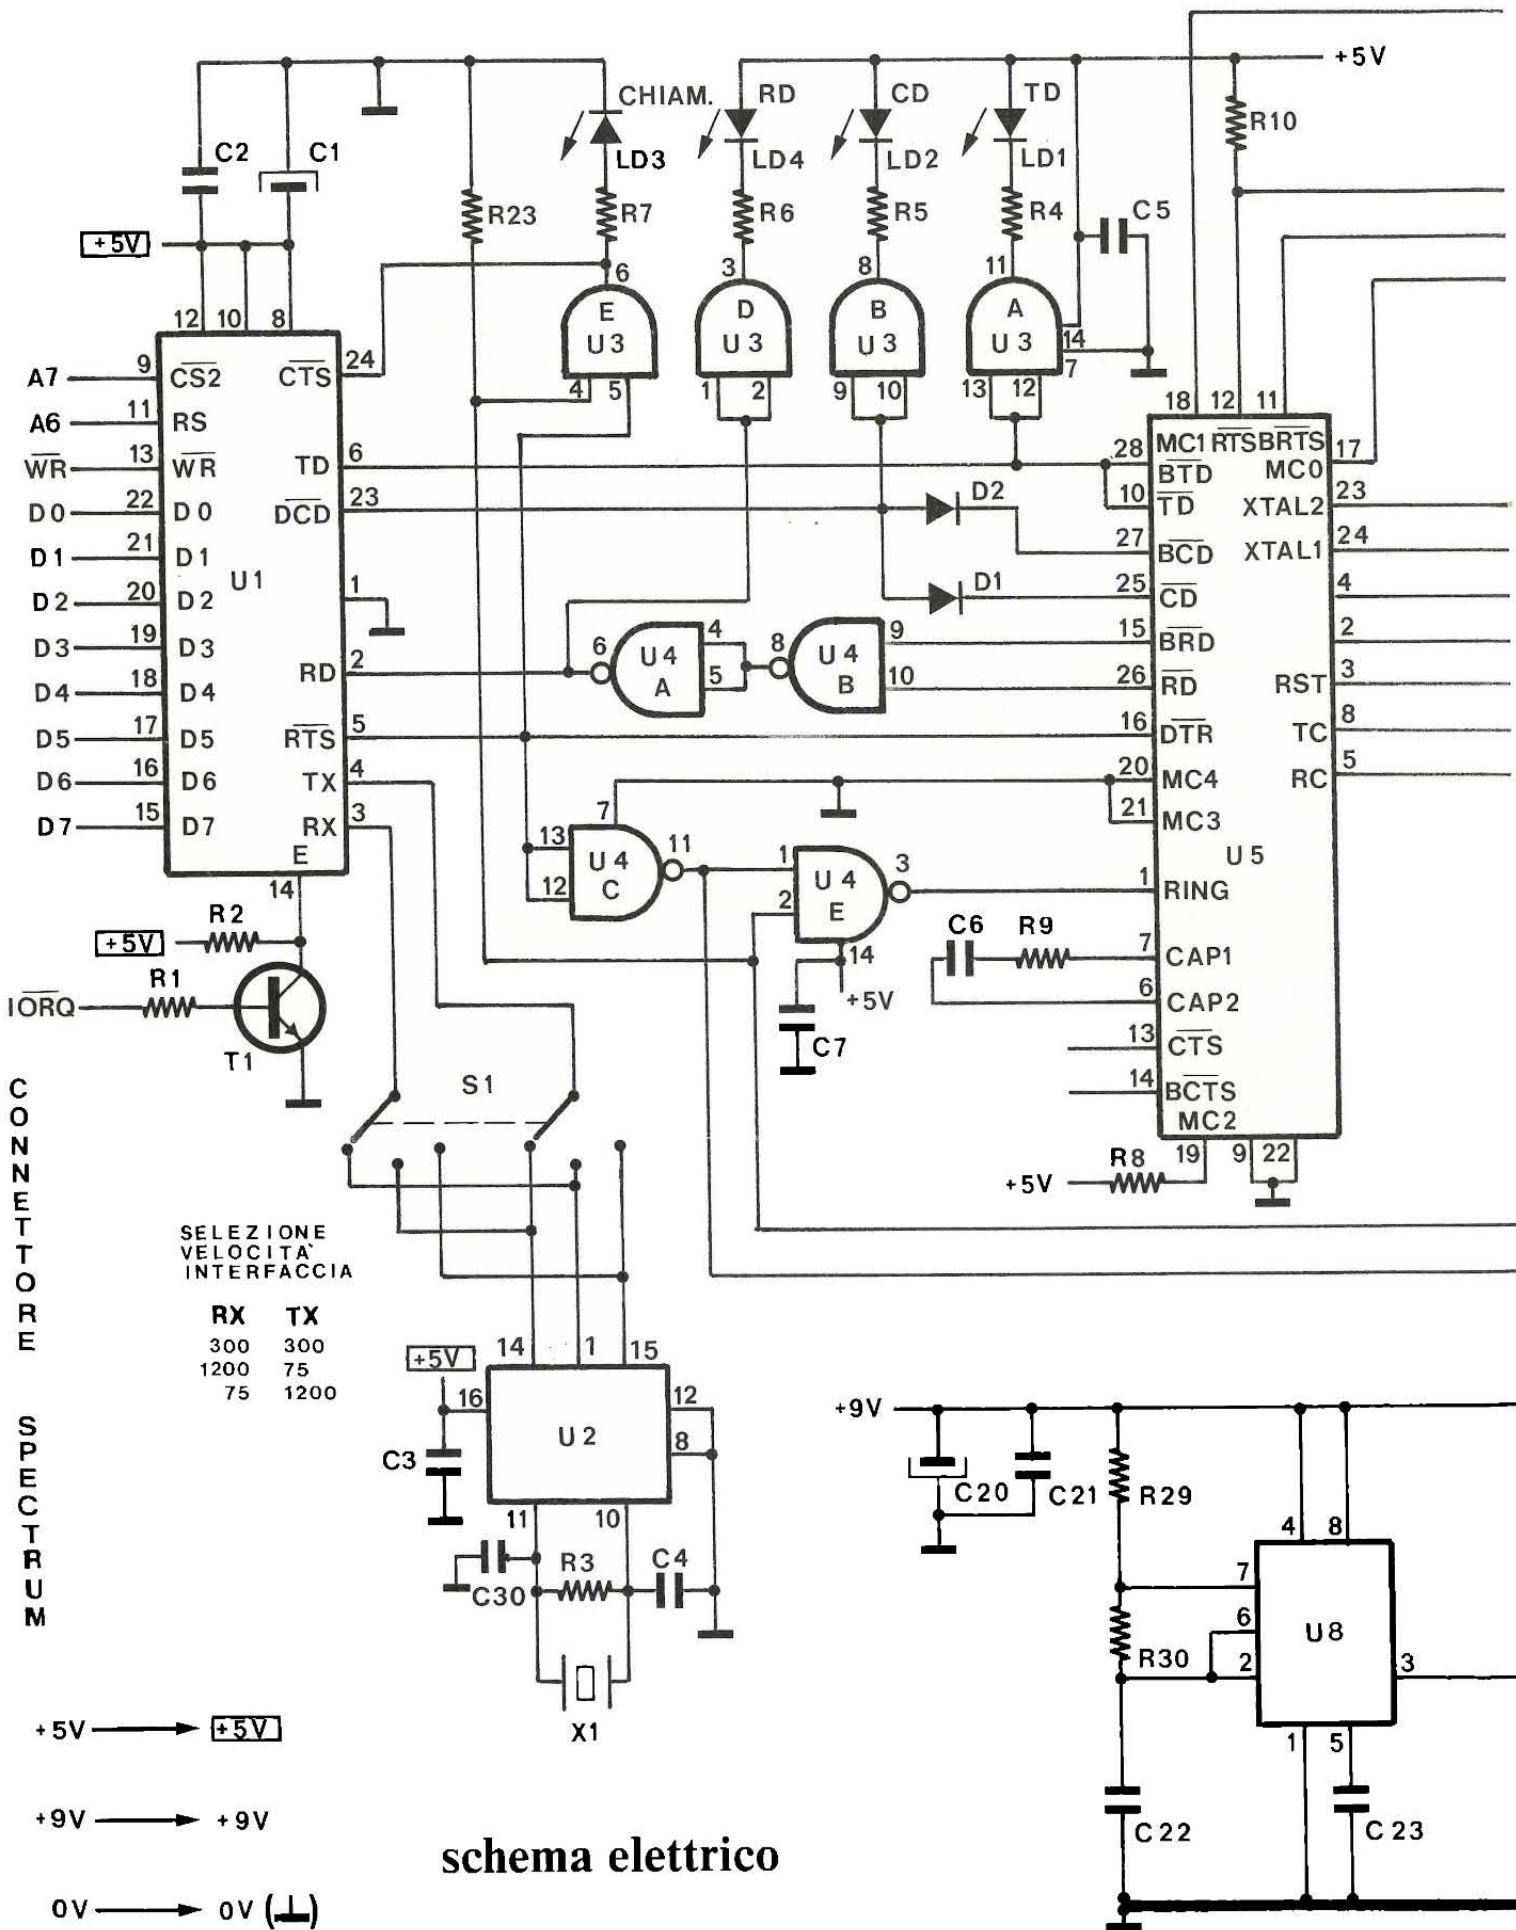 +5V
CHIAM. RD CD TD
R10
C2 C1 LD3 LD4 LD2 LD1
R23 R7 R6 R5 R4 C5
+5V
6 3 8 11
E D B A
U3 U3 U3 U3
14
7
4 5 1 2 9 10 13 12
12 10 8
A7 9 CS2 CTS 24
A6 11 RS
WR 13 WR TD 6
D0 22 D0 DCD 23
D1 21 D1
U1
D2 20 D2 1
D3 19 D3
D4 18 D4 RD 2
D5 17 D5 RTS 5
D6 16 D6 TX 4
D7 15 D7 RX 3
E
14
D2
D1
6 U4 A 4 5
8 U4 B 9 10
7
13 12 U4 C 11
1 2 U4 E 3
14
+5V
C7
18 12 11
MC1 RTS BRTS
28 BTD MC0 17
10 TD XTAL2 23
27 BCD XTAL1 24
25 CD 4
15 BRD 2
26 RD RST 3
16 DTR TC 8
20 MC4 RC 5
21 MC3
U5
1 RING
C6 R9 7 CAP1
6 CAP2
13 CTS
14 BCTS
MC2
+5V R8 19 9 22
R2
+5V
R1
IORQ
T1
S1
CONNETTORE SPECTRUM
SELEZIONE
VELOCITÀ
INTERFACCIA
RX TX
300 300
1200 75
75 1200
+5V
14 1 15
16 U2 12
8
C3
11 10
C30 R3 C4
X1
+9V
C20 C21 R29
4 8
7
6
R30 2 U8 3
1 5
C22 C23
+5V +5V
+9V +9V
0V 0V (⊥)
schema elettrico